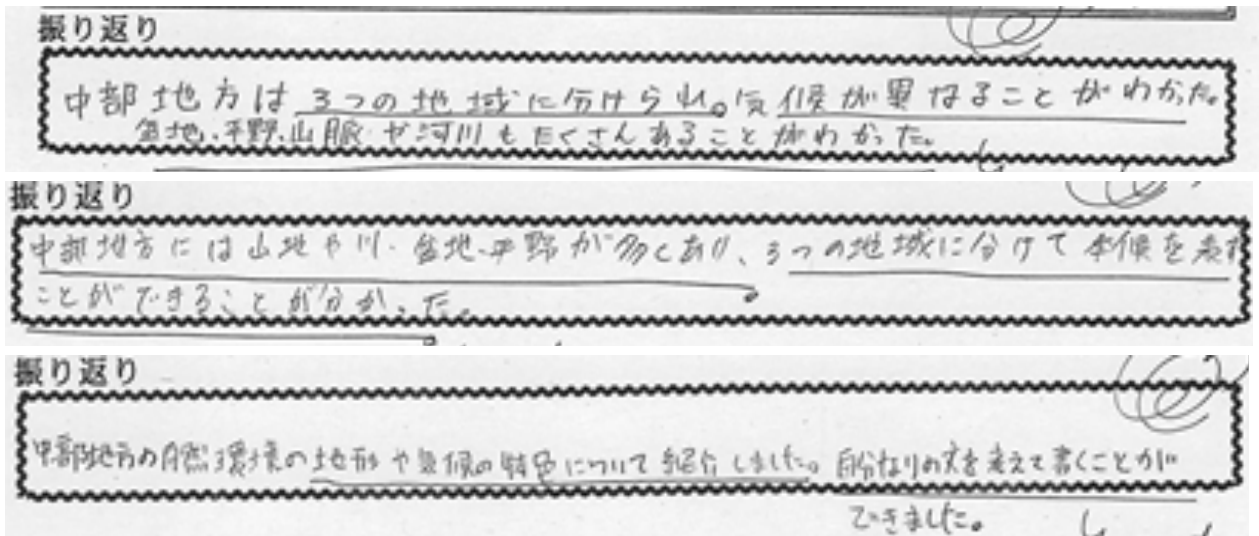 振り返り
中部地方は3つの地域に分けられ。気候が異なることがわかった。
盆地、平野、山脈や河川もたくさんあることがわかった。
振り返り
中部地方には山地や川・盆地・平野が多くあり、3つの地域に分けて気候を表す
ことができることが分かった。
振り返り
中部地方の自然環境の地形や気候の特色について紹介しました。自分なりの文を考えて書くことが
できました。